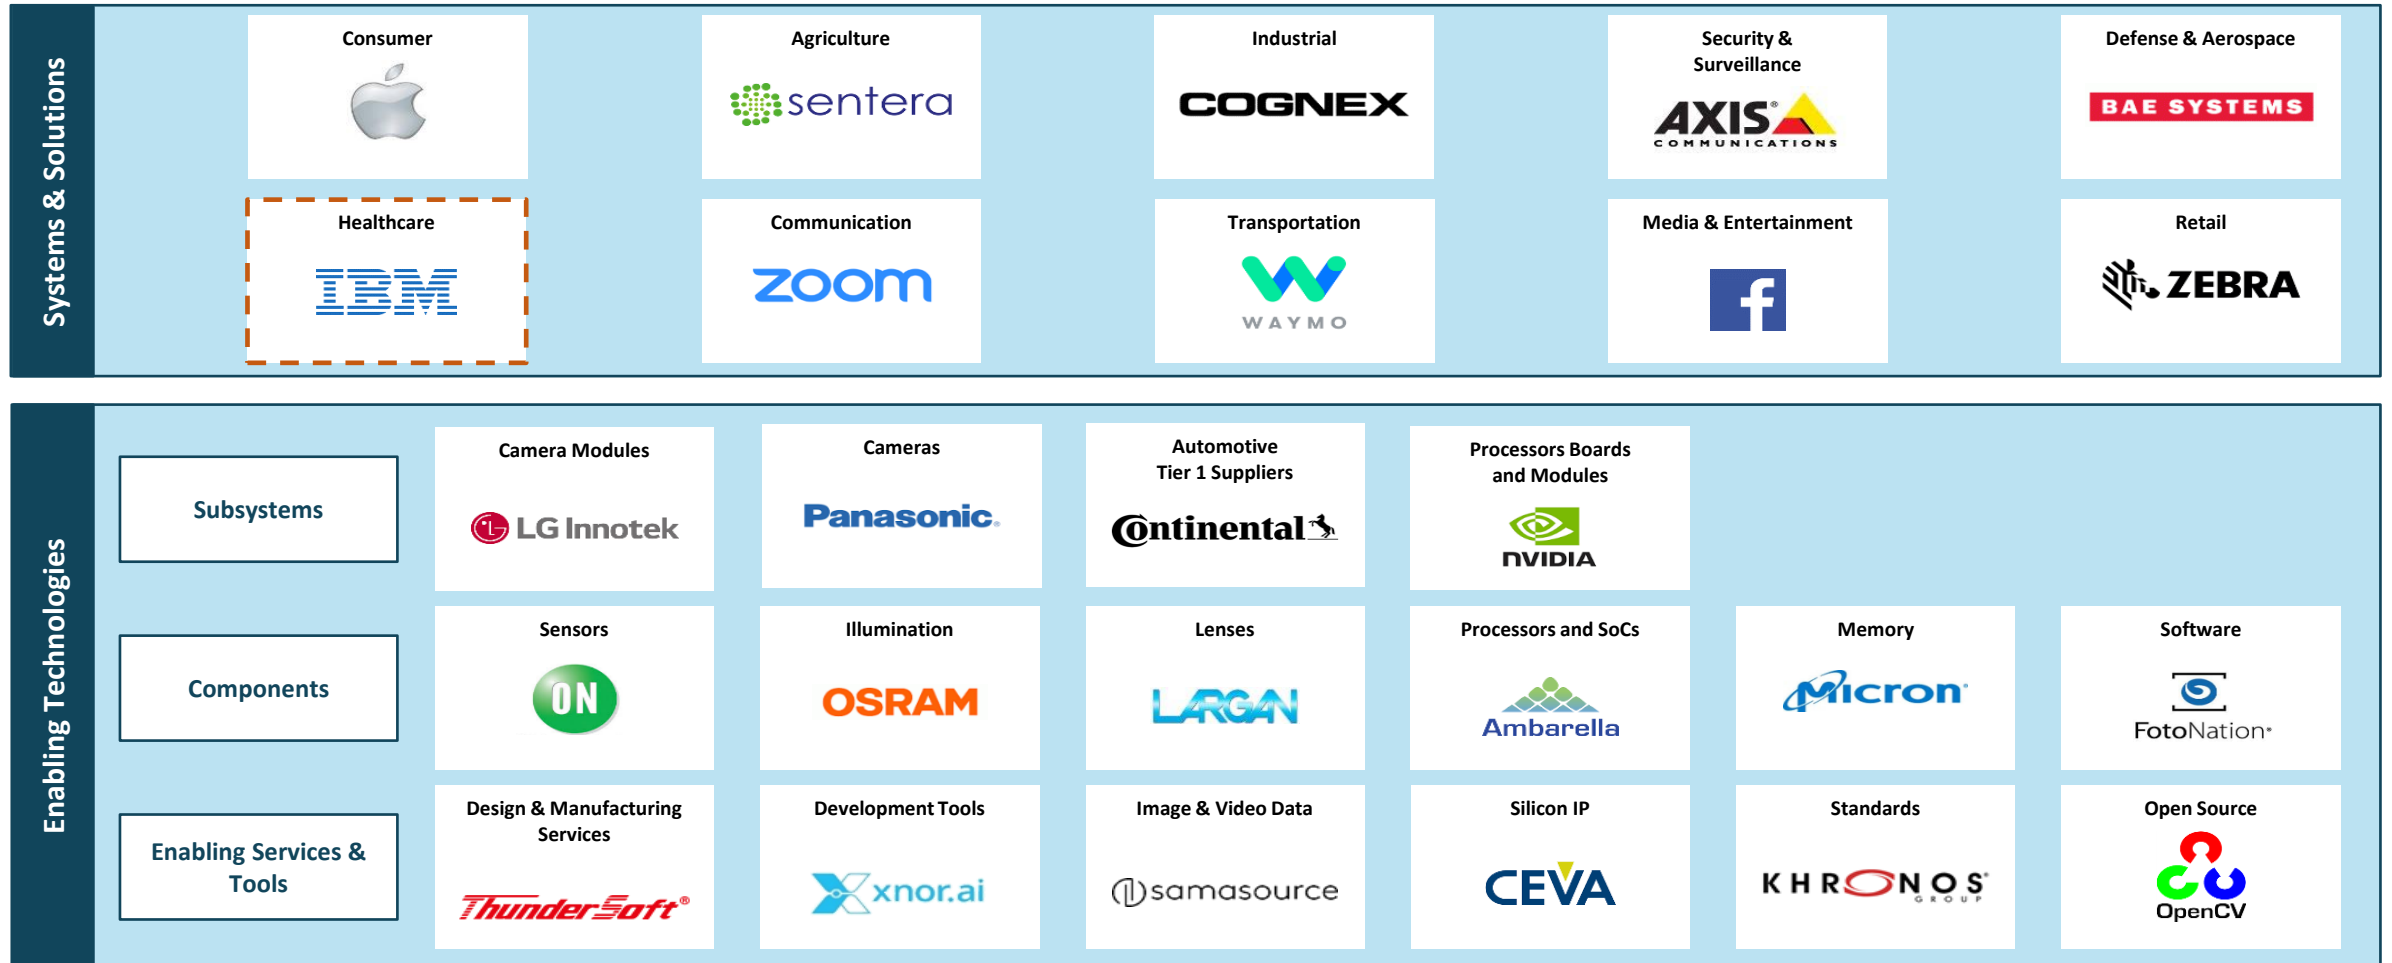 Systems & Solutions
Consumer
Agriculture
sentera
Industrial
COGNEX
Security &
Surveillance
AXIS®
COMMUNICATIONS
Defense & Aerospace
BAE SYSTEMS
Healthcare
IBM
Communication
zoom
Transportation
WAYMO
Media & Entertainment
f
Retail
ZEBRA
Enabling Technologies
Subsystems
Camera Modules
LG Innotek
Cameras
Panasonic
Automotive
Tier 1 Suppliers
Continental
Processors Boards
and Modules
NVIDIA
Components
Sensors
ON
Illumination
OSRAM
Lenses
LARGAN
Processors and SoCs
Ambarella
Memory
Micron
Software
FotoNation
Enabling Services &
Tools
Design & Manufacturing
Services
ThunderSoft®
Development Tools
xnor.ai
Image & Video Data
samasource
Silicon IP
CEVA
Standards
KHRONOS
GROUP
Open Source
OpenCV